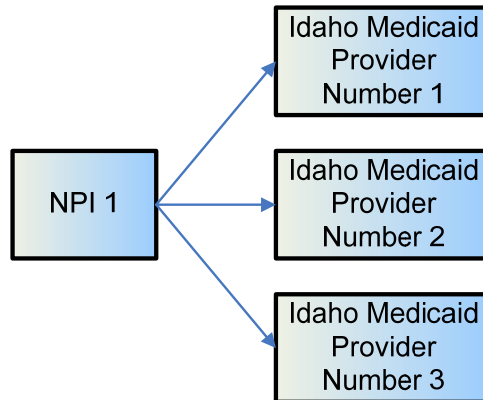 Idaho Medicaid
Provider
Number 1
NPI 1
Idaho Medicaid
Provider
Number 2
Idaho Medicaid
Provider
Number 3